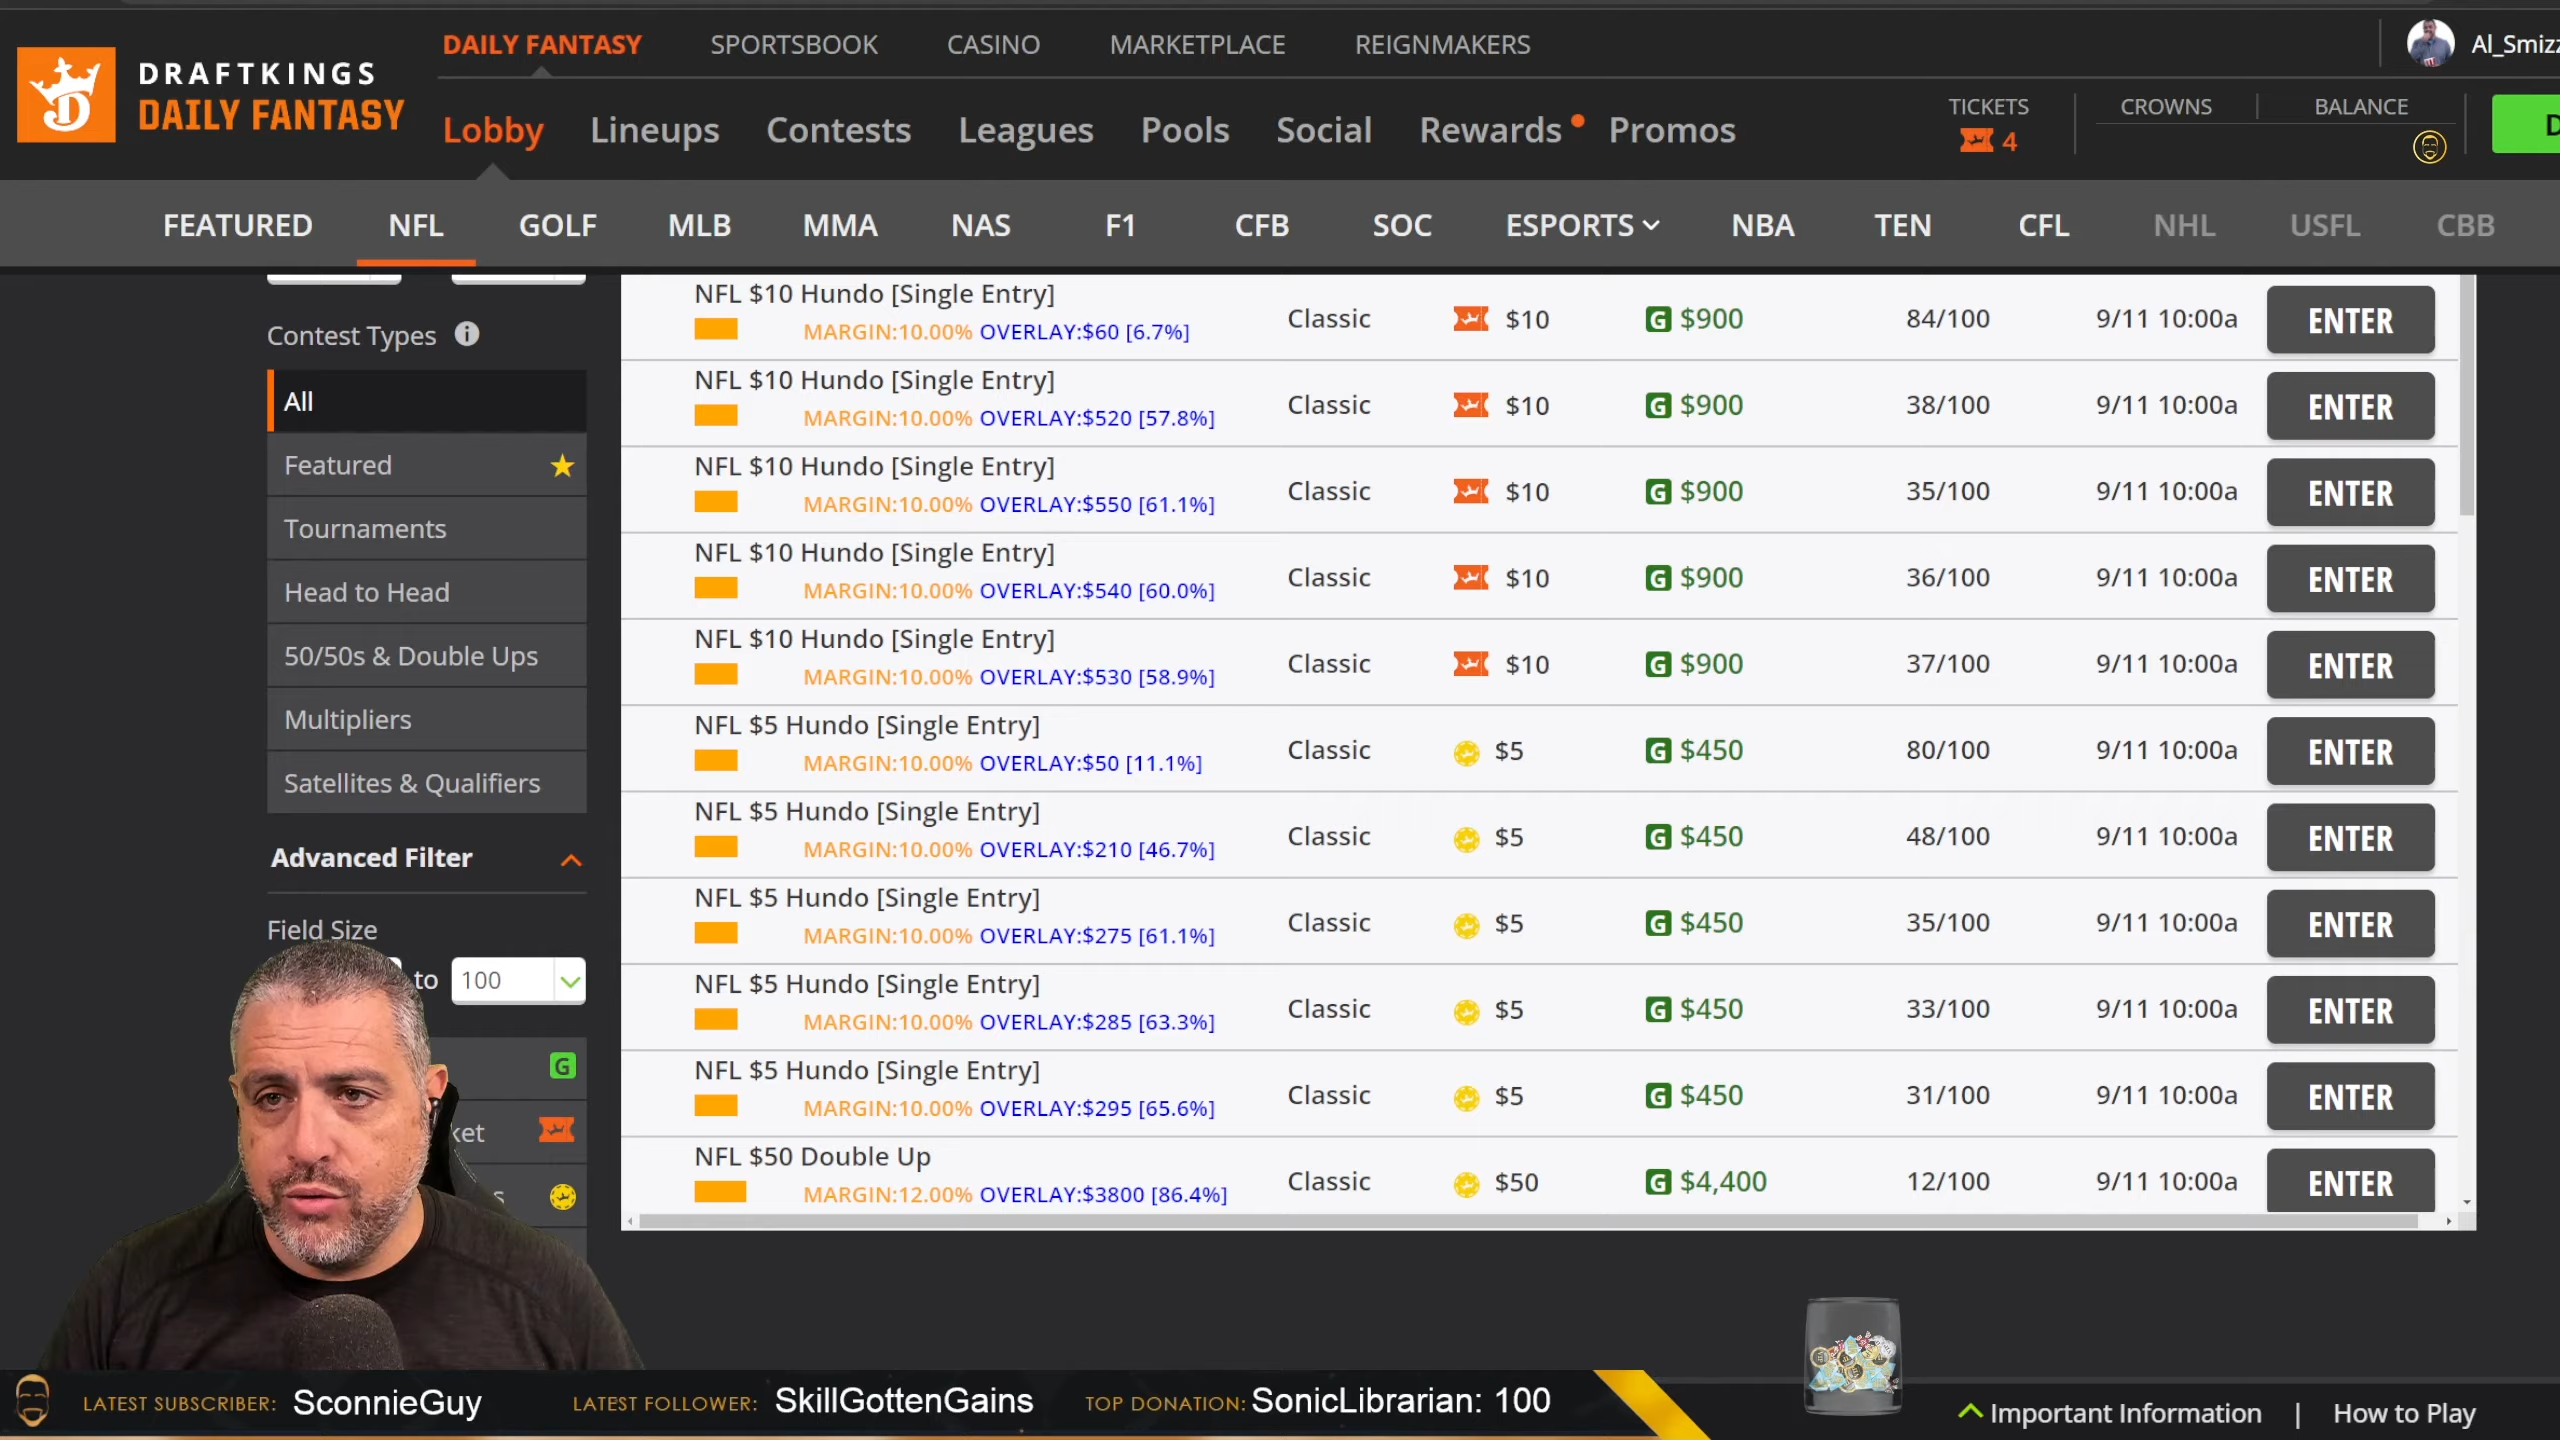 DAILY FANTASY SPORTSBOOK CASINO MARKETPLACE REIGNMAKERS
DRAFTKINGS
DAILY FANTASY
Lobby Lineups Contests Leagues Pools Social Rewards Promos
TICKETS CROWNS BALANCE
4
FEATURED NFL GOLF MLB MMA NAS F1 CFB SOC ESPORTS NBA TEN CFL NHL USFL CBB
Contest Types
All
Featured
Tournaments
Head to Head
50/50s & Double Ups
Multipliers
Satellites & Qualifiers
Advanced Filter
Field Size
to 100
G
NFL $10 Hundo [Single Entry]
MARGIN:10.00% OVERLAY:$60 [6.7%] Classic $10 G $900 84/100 9/11 10:00a ENTER
NFL $10 Hundo [Single Entry]
MARGIN:10.00% OVERLAY:$520 [57.8%] Classic $10 G $900 38/100 9/11 10:00a ENTER
NFL $10 Hundo [Single Entry]
MARGIN:10.00% OVERLAY:$550 [61.1%] Classic $10 G $900 35/100 9/11 10:00a ENTER
NFL $10 Hundo [Single Entry]
MARGIN:10.00% OVERLAY:$540 [60.0%] Classic $10 G $900 36/100 9/11 10:00a ENTER
NFL $10 Hundo [Single Entry]
MARGIN:10.00% OVERLAY:$530 [58.9%] Classic $10 G $900 37/100 9/11 10:00a ENTER
NFL $5 Hundo [Single Entry]
MARGIN:10.00% OVERLAY:$50 [11.1%] Classic $5 G $450 80/100 9/11 10:00a ENTER
NFL $5 Hundo [Single Entry]
MARGIN:10.00% OVERLAY:$210 [46.7%] Classic $5 G $450 48/100 9/11 10:00a ENTER
NFL $5 Hundo [Single Entry]
MARGIN:10.00% OVERLAY:$275 [61.1%] Classic $5 G $450 35/100 9/11 10:00a ENTER
NFL $5 Hundo [Single Entry]
MARGIN:10.00% OVERLAY:$285 [63.3%] Classic $5 G $450 33/100 9/11 10:00a ENTER
NFL $5 Hundo [Single Entry]
MARGIN:10.00% OVERLAY:$295 [65.6%] Classic $5 G $450 31/100 9/11 10:00a ENTER
NFL $50 Double Up
MARGIN:12.00% OVERLAY:$3800 [86.4%] Classic $50 G $4,400 12/100 9/11 10:00a ENTER
LATEST SUBSCRIBER: SconnieGuy LATEST FOLLOWER: SkillGottenGains TOP DONATION: SonicLibrarian: 100
Important Information | How to Play